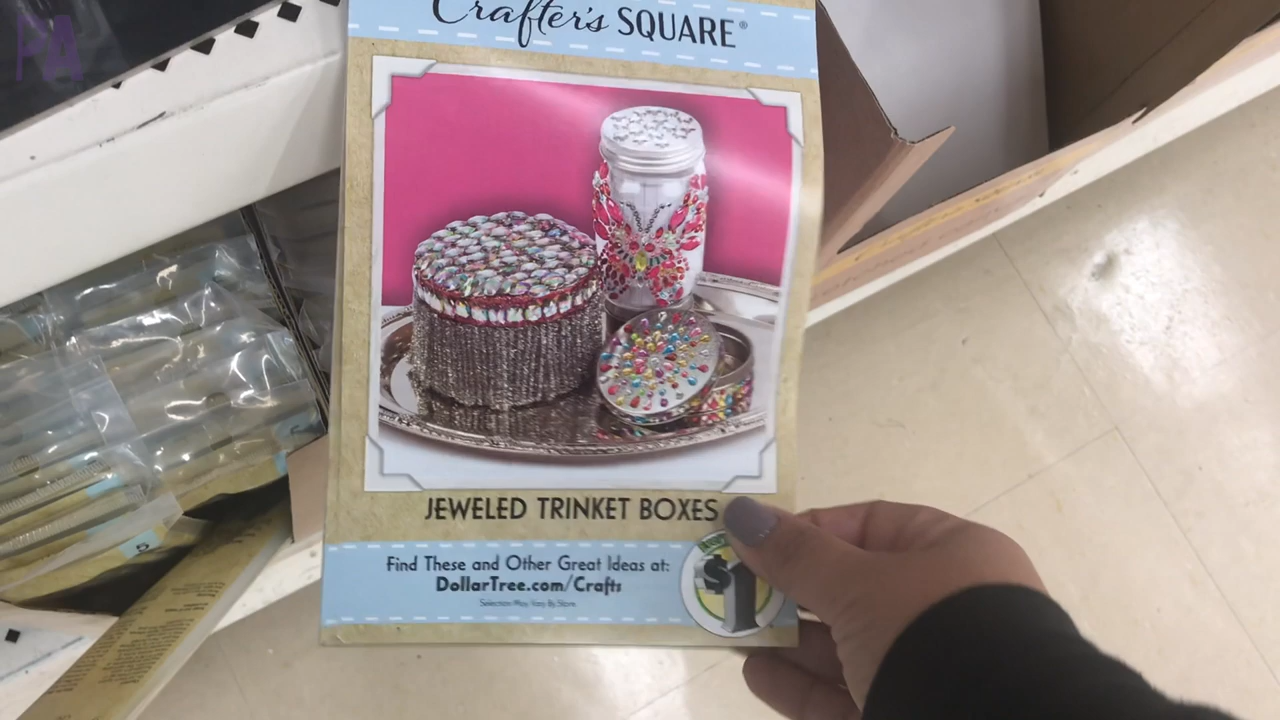 PA
Crafter's SQUARE®
JEWELED TRINKET BOXES
Find These and Other Great Ideas at:
DollarTree.com/Crafts
Selection May Vary By Store
$1